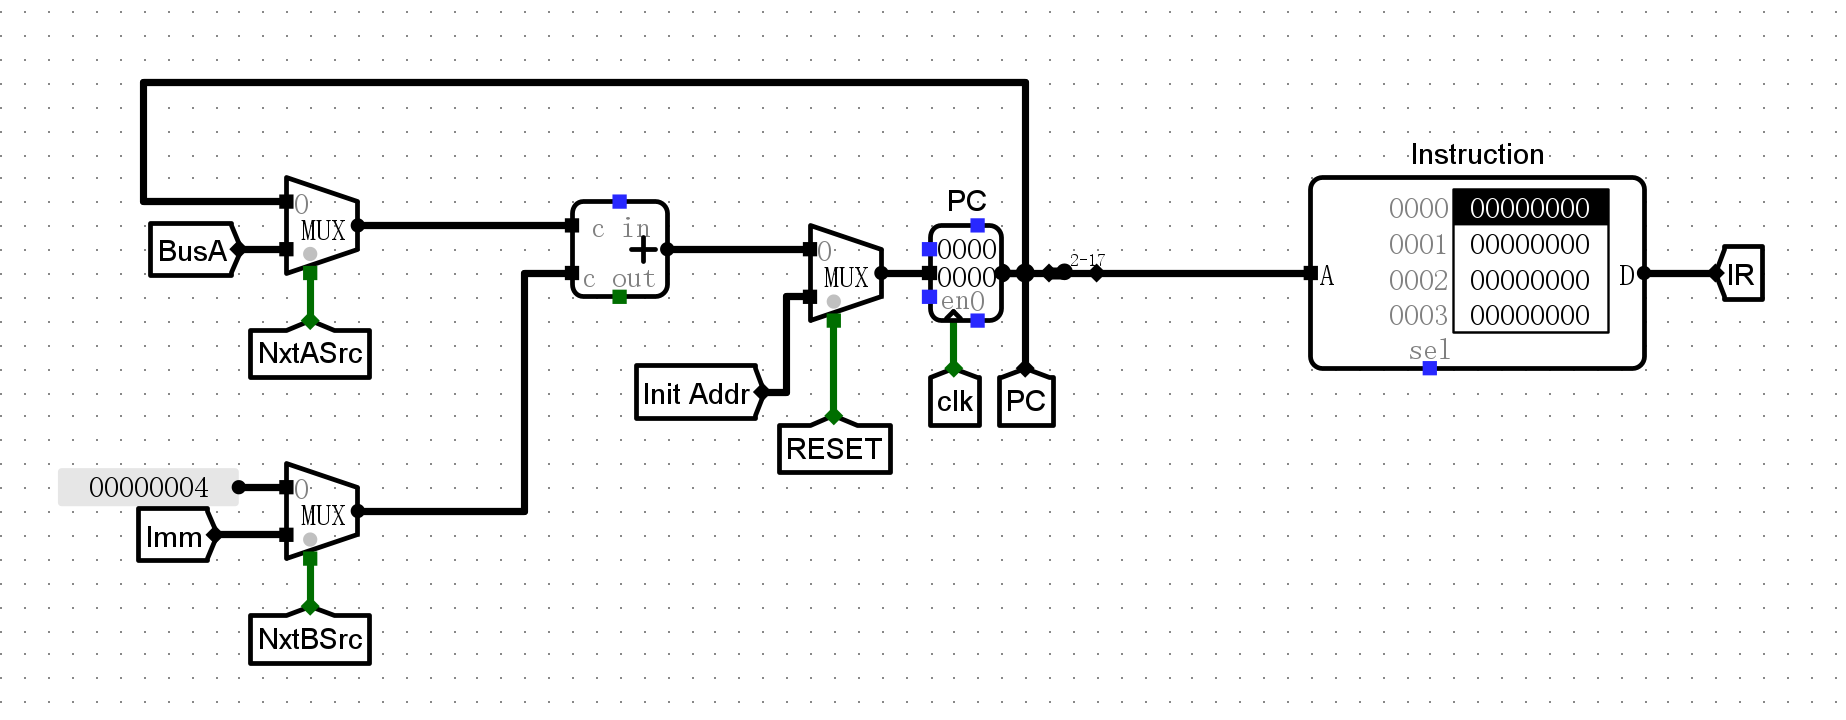 Instruction
PC
0
MUX
BusA
NxtASrc
c in
c out
0
MUX
Init Addr
RESET
0000
0000
en0
clk
PC
2-17
0000 00000000
0001 00000000
0002 00000000
0003 00000000
A
D
sel
IR
00000004
0
MUX
Imm
NxtBSrc